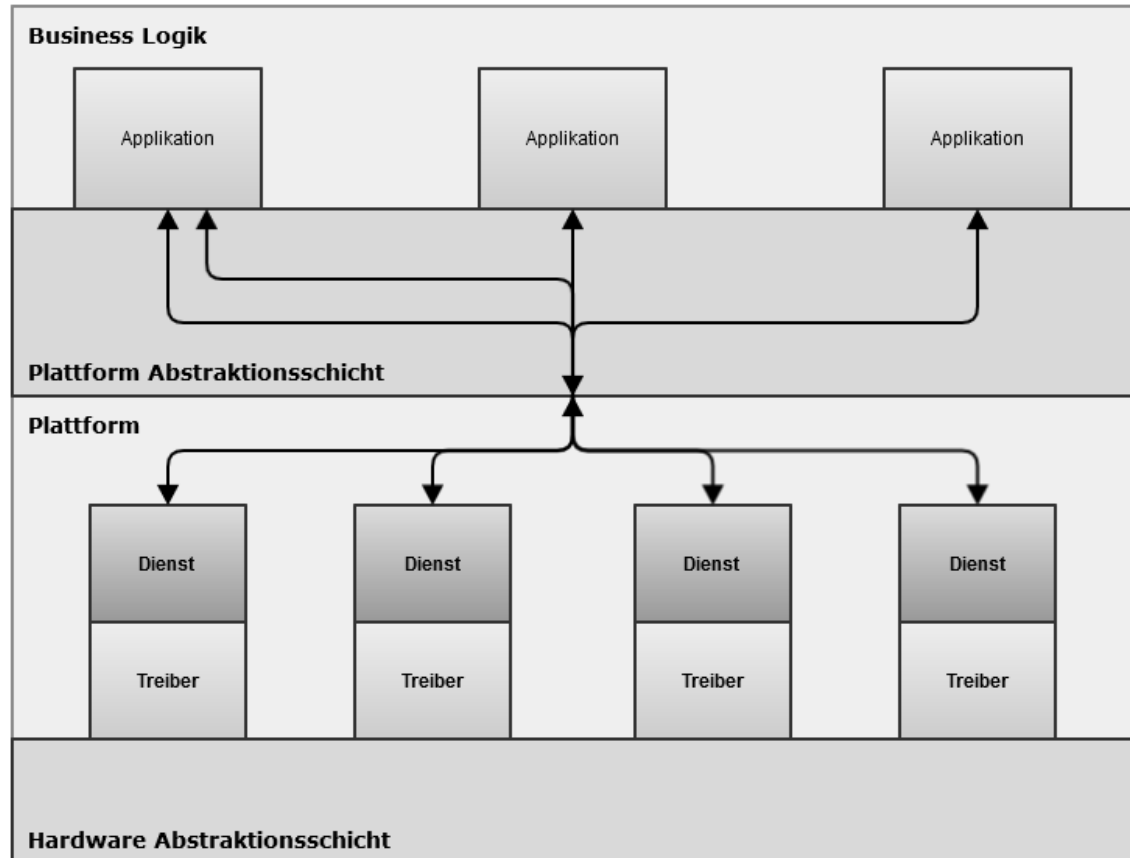 Business Logik
Applikation
Applikation
Applikation
Plattform Abstraktionsschicht
Plattform
Dienst
Dienst
Dienst
Dienst
Treiber
Treiber
Treiber
Treiber
Hardware Abstraktionsschicht